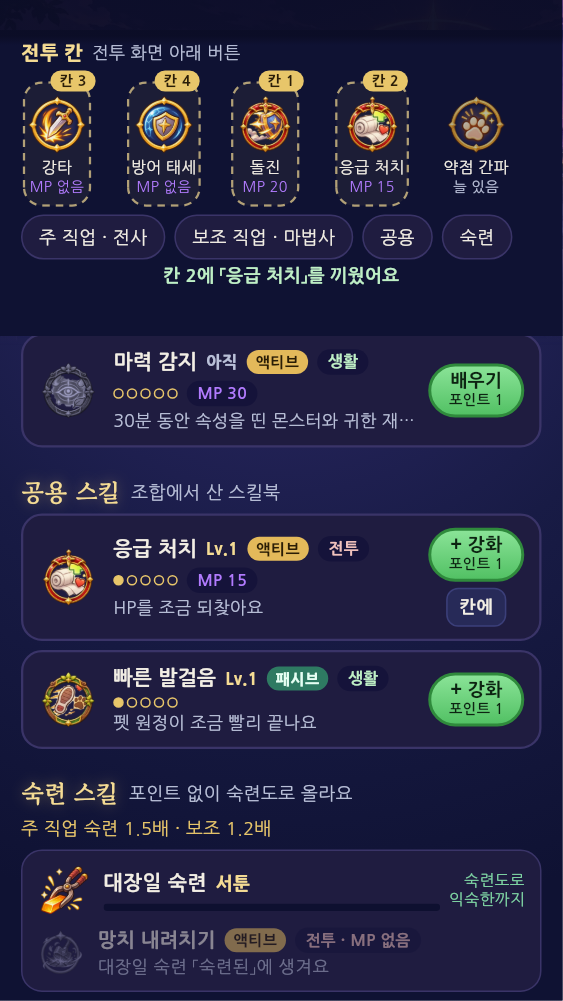 전투 칸 전투 화면 아래 버튼
칸 3 칸 4 칸 1 칸 2
강타 방어 태세 돌진 응급 처치 약점 간파
MP 없음 MP 없음 MP 20 MP 15 늘 있음
주 직업 · 전사 보조 직업 · 마법사 공용 숙련
칸 2에 「응급 처치」를 끼웠어요
마력 감지 아직 액티브 생활
MP 30
30분 동안 속성을 띤 몬스터와 귀한 재…
배우기
포인트 1
공용 스킬 조합에서 산 스킬북
응급 처치 Lv.1 액티브 전투
MP 15
HP를 조금 되찾아요
+ 강화
포인트 1
칸에
빠른 발걸음 Lv.1 패시브 생활
펫 원정이 조금 빨리 끝나요
+ 강화
포인트 1
숙련 스킬 포인트 없이 숙련도로 올라요
주 직업 숙련 1.5배 · 보조 1.2배
대장일 숙련 서툰
숙련도로
익숙한까지
망치 내려치기 액티브 전투 · MP 없음
대장일 숙련 「숙련된」에 생겨요